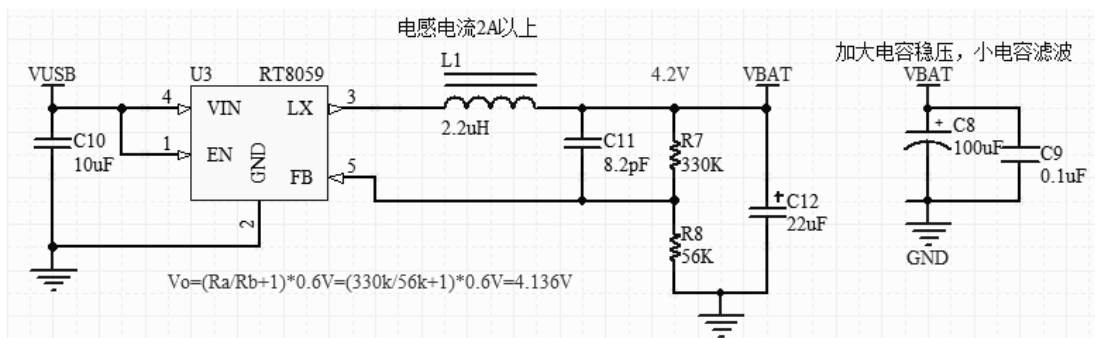 电感电流2A以上
加大电容稳压，小电容滤波
VUSB
U3
RT8059
L1
4.2V
VBAT
VBAT
4
VIN
LX
3
2.2uH
C10
10uF
1
EN
GND
FB
5
2
C11
8.2pF
R7
330K
R8
56K
+
C12
22uF
+
C8
100uF
C9
0.1uF
GND
Vo=(Ra/Rb+1)*0.6V=(330k/56k+1)*0.6V=4.136V